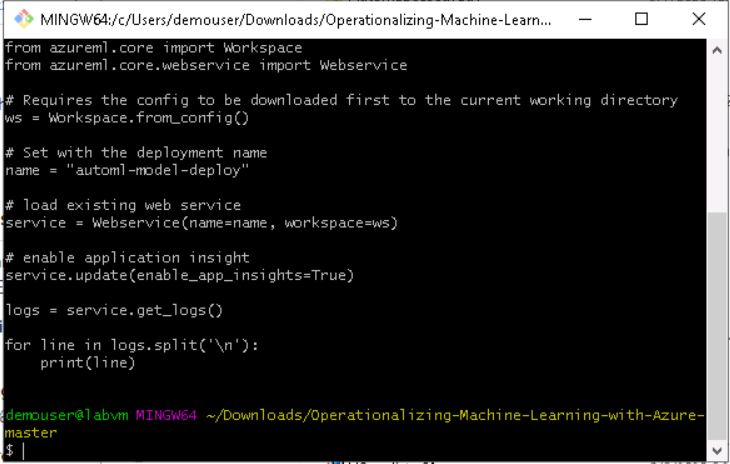 MINGW64:/c/Users/demouser/Downloads/Operationalizing-Machine-Learn...
from azureml.core import Workspace
from azureml.core.webservice import Webservice
# Requires the config to be downloaded first to the current working directory
ws = Workspace.from_config()
# Set with the deployment name
name = "automl-model-deploy"
# load existing web service
service = Webservice(name=name, workspace=ws)
# enable application insight
service.update(enable_app_insights=True)
logs = service.get_logs()
for line in logs.split('\n'):
    print(line)
demouser@labvm MINGW64 ~/Downloads/Operationalizing-Machine-Learning-with-Azure-
master
$